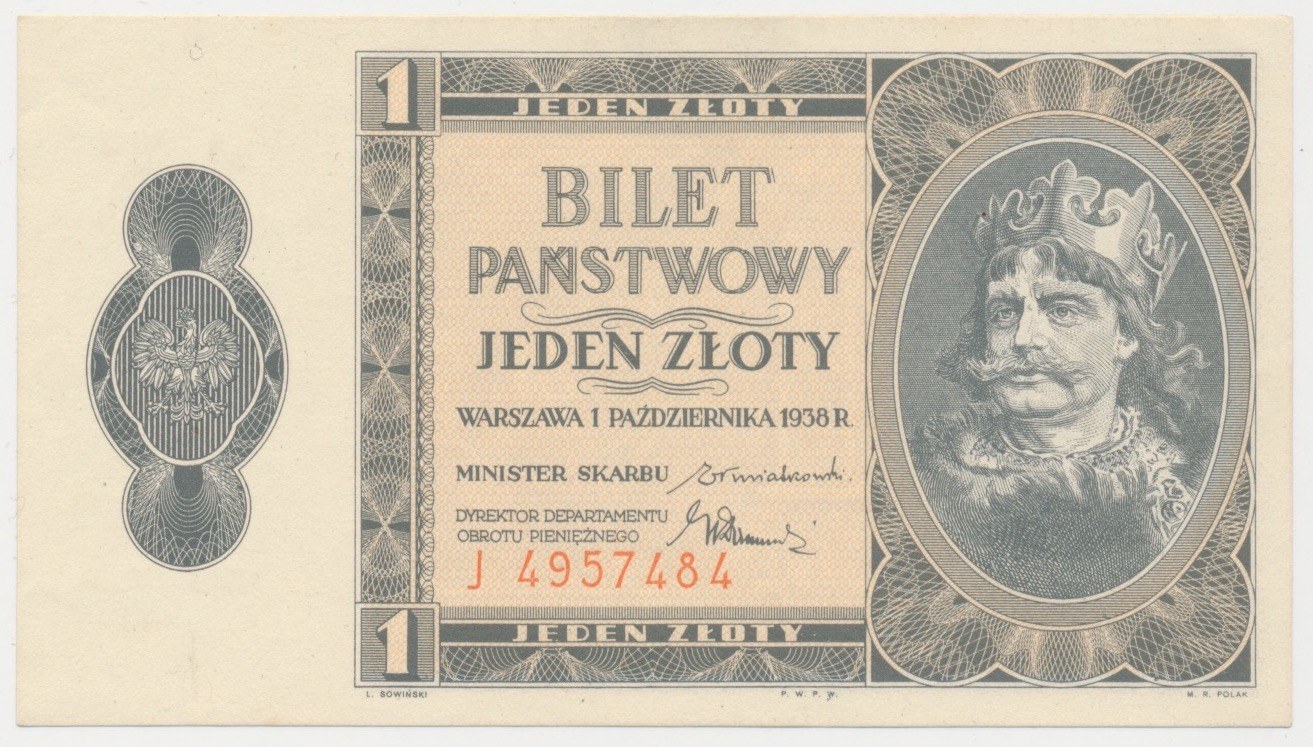 1
JEDEN ZŁOTY
BILET
PAŃSTWOWY
JEDEN ZŁOTY
WARSZAWA 1 PAŹDZIERNIKA 1938 R.
MINISTER SKARBU
DYREKTOR DEPARTAMENTU
OBROTU PIENIĘŻNEGO
J 4957484
1
JEDEN ZŁOTY
L. SOWIŃSKI
P. W. P. W.
M. R. POLAK